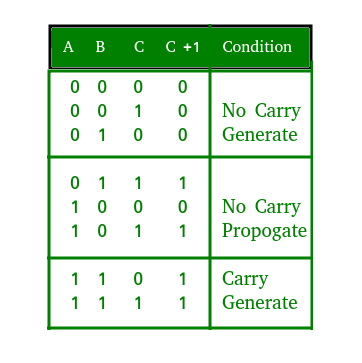 A B C C +1 Condition
0 0 0 0
0 0 1 0 No Carry
0 1 0 0 Generate
0 1 1 1
1 0 0 0 No Carry
1 0 1 1 Propogate
1 1 0 1 Carry
1 1 1 1 Generate